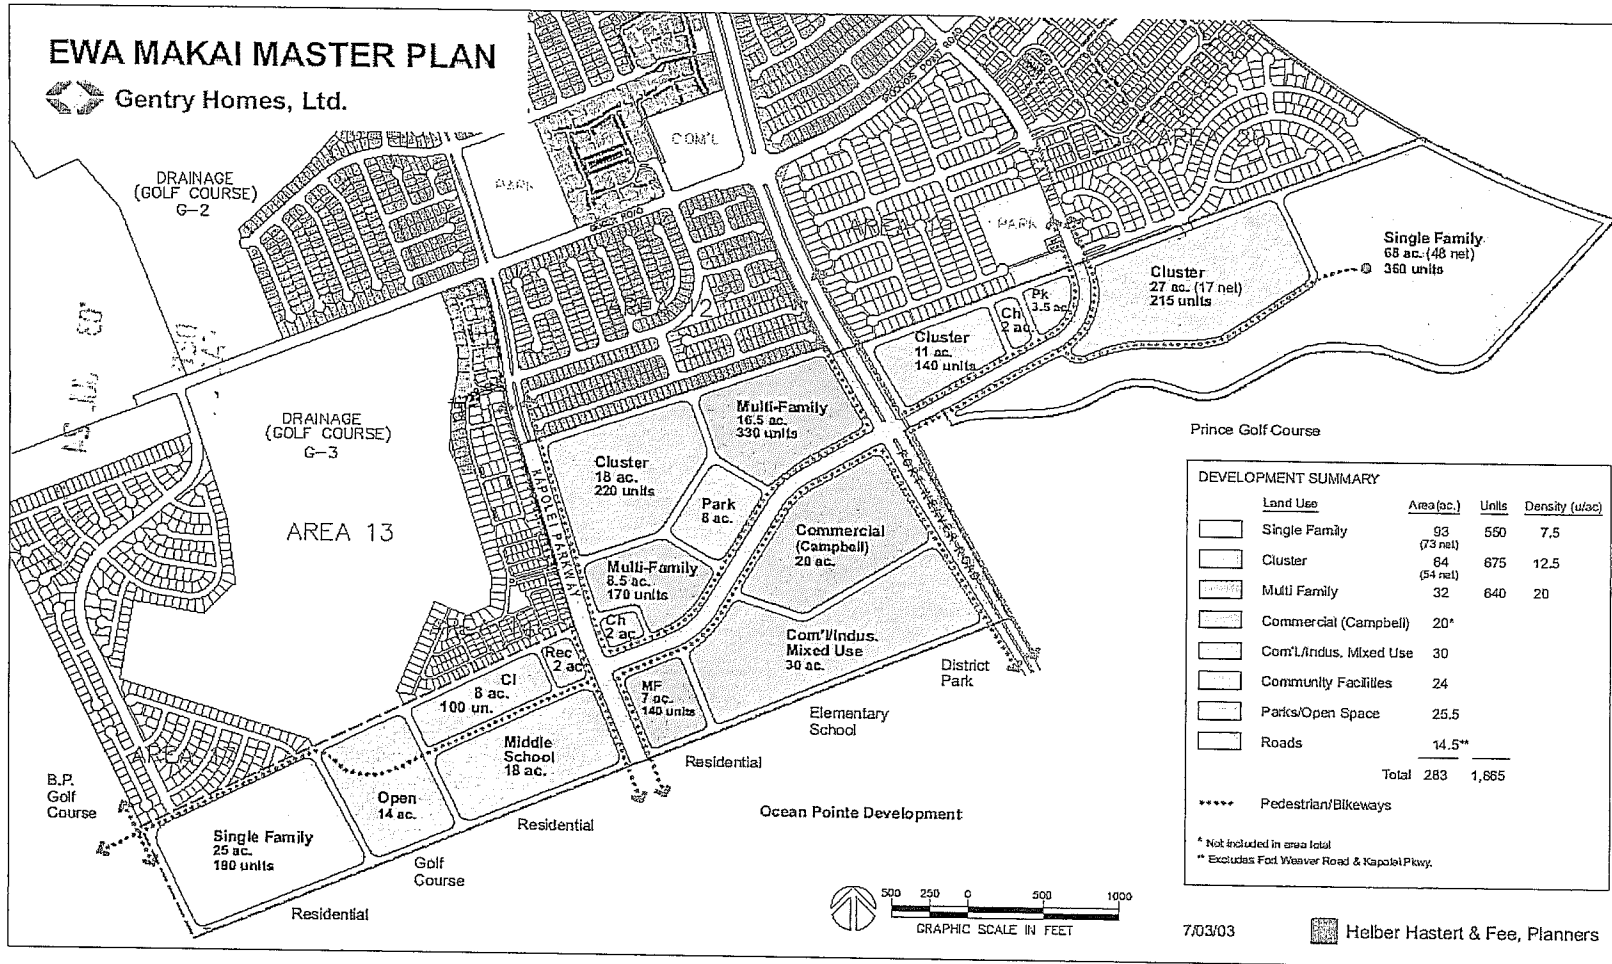 EWA MAKAI MASTER PLAN
Gentry Homes, Ltd.
DRAINAGE
(GOLF COURSE)
G-2
PARK
COM'L
PARK
DRAINAGE
(GOLF COURSE)
G-3
AREA 13
KAPOLEI PARKWAY
Single Family
68 ac. (48 net)
360 units
Cluster
27 ac. (17 net)
215 units
Pk
3.5 ac.
Ch
2 ac.
Cluster
11 ac.
140 units
Multi-Family
16.5 ac.
330 units
Cluster
18 ac.
220 units
Park
8 ac.
Commercial
(Campbell)
20 ac.
Multi-Family
8.5 ac.
170 units
Ch
2 ac.
Com'l/Indus.
Mixed Use
30 ac.
Rec
2 ac.
Cl
8 ac.
100 un.
MF
7 ac.
140 units
Middle
School
18 ac.
Open
14 ac.
Single Family
25 ac.
190 units
B.P.
Golf
Course
Prince Golf Course
District
Park
Elementary
School
Residential
Ocean Pointe Development
Residential
Golf
Course
Residential
DEVELOPMENT SUMMARY
Land Use Area(ac.) Units Density (u/ac)
Single Family 93 550 7.5
(73 net)
Cluster 64 675 12.5
(54 net)
Multi Family 32 640 20
Commercial (Campbell) 20*
Com'l./Indus. Mixed Use 30
Community Facilities 24
Parks/Open Space 25.5
Roads 14.5**
Total 283 1,865
Pedestrian/Bikeways
* Not included in area total
** Excludes Fort Weaver Road & Kapolei Pkwy.
500 250 0 500 1000
GRAPHIC SCALE IN FEET
7/03/03
Helber Hastert & Fee, Planners